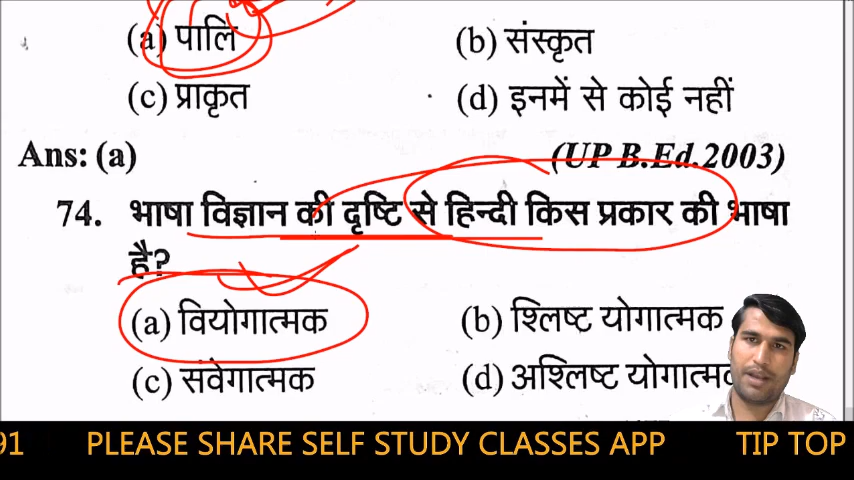 (a) पालि (b) संस्कृत
(c) प्राकृत (d) इनमें से कोई नहीं
Ans: (a) (UP B.Ed.2003)
74. भाषा विज्ञान की दृष्टि से हिन्दी किस प्रकार की भाषा
है?
(a) वियोगात्मक (b) श्लिष्ट योगात्मक
(c) संवेगात्मक (d) अश्लिष्ट
91 PLEASE SHARE SELF STUDY CLASSES APP TIP TOP